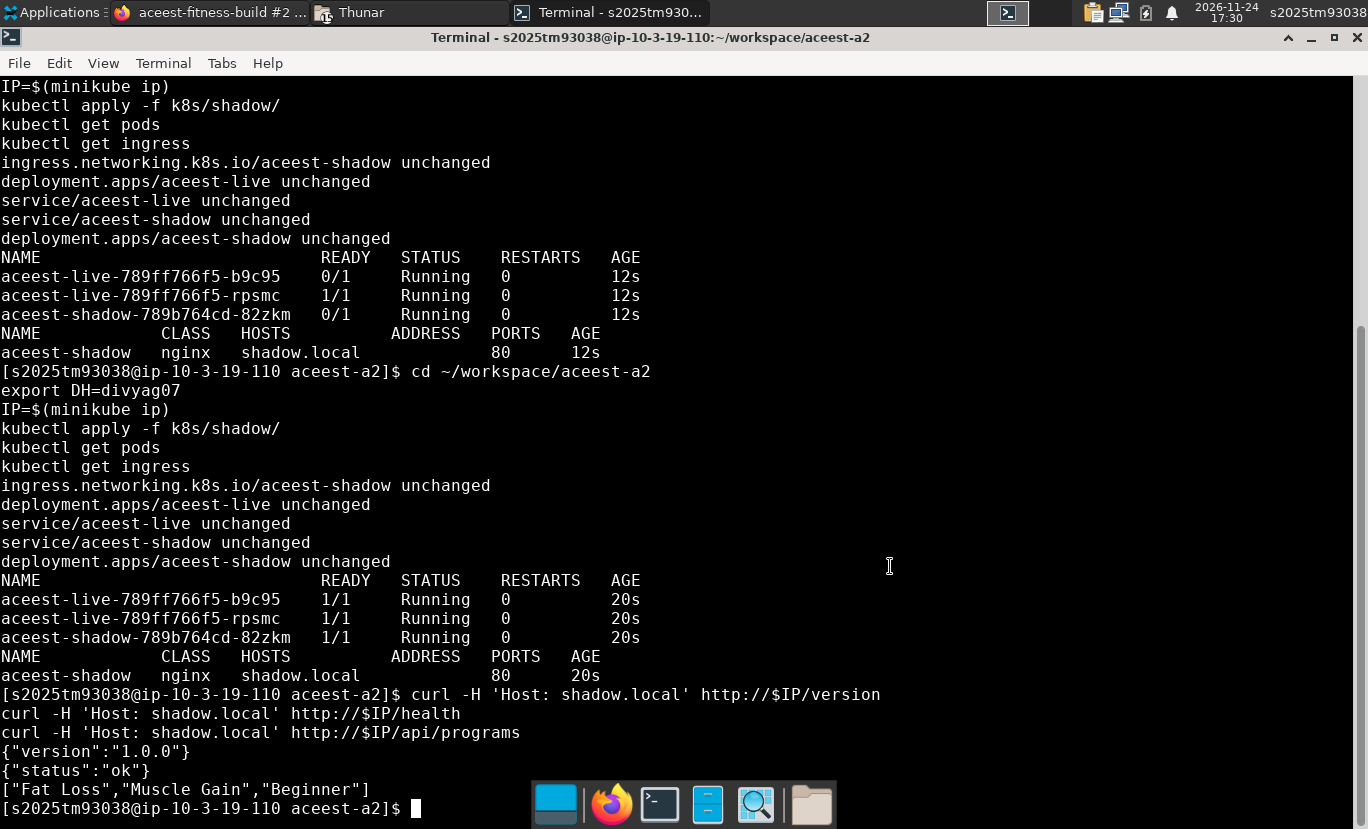 Applications aceest-fitness-build #2 ... Thunar Terminal - s2025tm930... 2026-11-24 17:30 s2025tm93038
Terminal - s2025tm93038@ip-10-3-19-110:~/workspace/aceest-a2
File Edit View Terminal Tabs Help
IP=$(minikube ip)
kubectl apply -f k8s/shadow/
kubectl get pods
kubectl get ingress
ingress.networking.k8s.io/aceest-shadow unchanged
deployment.apps/aceest-live unchanged
service/aceest-live unchanged
service/aceest-shadow unchanged
deployment.apps/aceest-shadow unchanged
NAME                            READY   STATUS    RESTARTS   AGE
aceest-live-789ff766f5-b9c95    0/1     Running   0          12s
aceest-live-789ff766f5-rpsmc    1/1     Running   0          12s
aceest-shadow-789b764cd-82zkm   0/1     Running   0          12s
NAME            CLASS   HOSTS          ADDRESS   PORTS   AGE
aceest-shadow   nginx   shadow.local             80      12s
[s2025tm93038@ip-10-3-19-110 aceest-a2]$ cd ~/workspace/aceest-a2
export DH=divyag07
IP=$(minikube ip)
kubectl apply -f k8s/shadow/
kubectl get pods
kubectl get ingress
ingress.networking.k8s.io/aceest-shadow unchanged
deployment.apps/aceest-live unchanged
service/aceest-live unchanged
service/aceest-shadow unchanged
deployment.apps/aceest-shadow unchanged
NAME                            READY   STATUS    RESTARTS   AGE
aceest-live-789ff766f5-b9c95    1/1     Running   0          20s
aceest-live-789ff766f5-rpsmc    1/1     Running   0          20s
aceest-shadow-789b764cd-82zkm   1/1     Running   0          20s
NAME            CLASS   HOSTS          ADDRESS   PORTS   AGE
aceest-shadow   nginx   shadow.local             80      20s
[s2025tm93038@ip-10-3-19-110 aceest-a2]$ curl -H 'Host: shadow.local' http://$IP/version
curl -H 'Host: shadow.local' http://$IP/health
curl -H 'Host: shadow.local' http://$IP/api/programs
{"version":"1.0.0"}
{"status":"ok"}
["Fat Loss","Muscle Gain","Beginner"]
[s2025tm93038@ip-10-3-19-110 aceest-a2]$